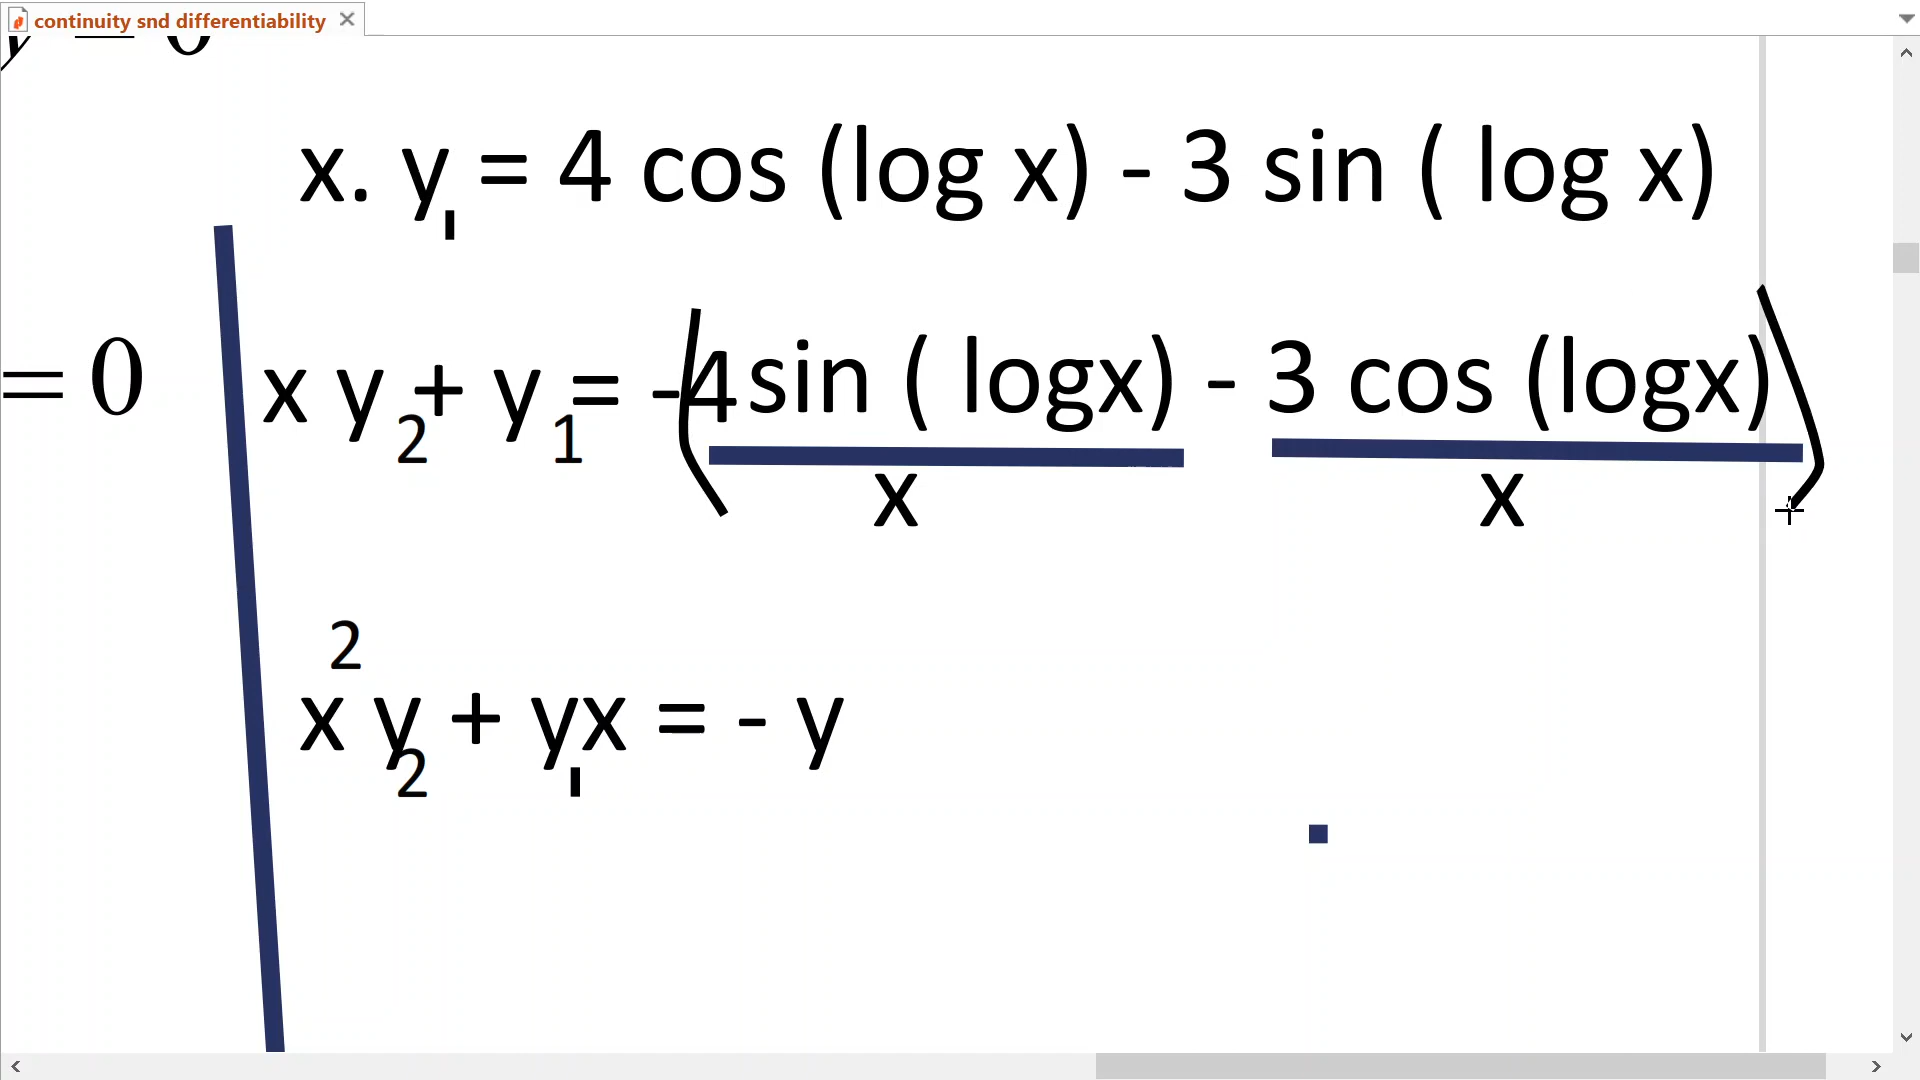 continuity snd differentiability
y = 0
x. y₁ = 4 cos (log x) - 3 sin ( log x)
= 0
x y₂ + y₁ = -(4 sin ( logx)/x - 3 cos (logx)/x)
x² y₂ + y₁x = - y